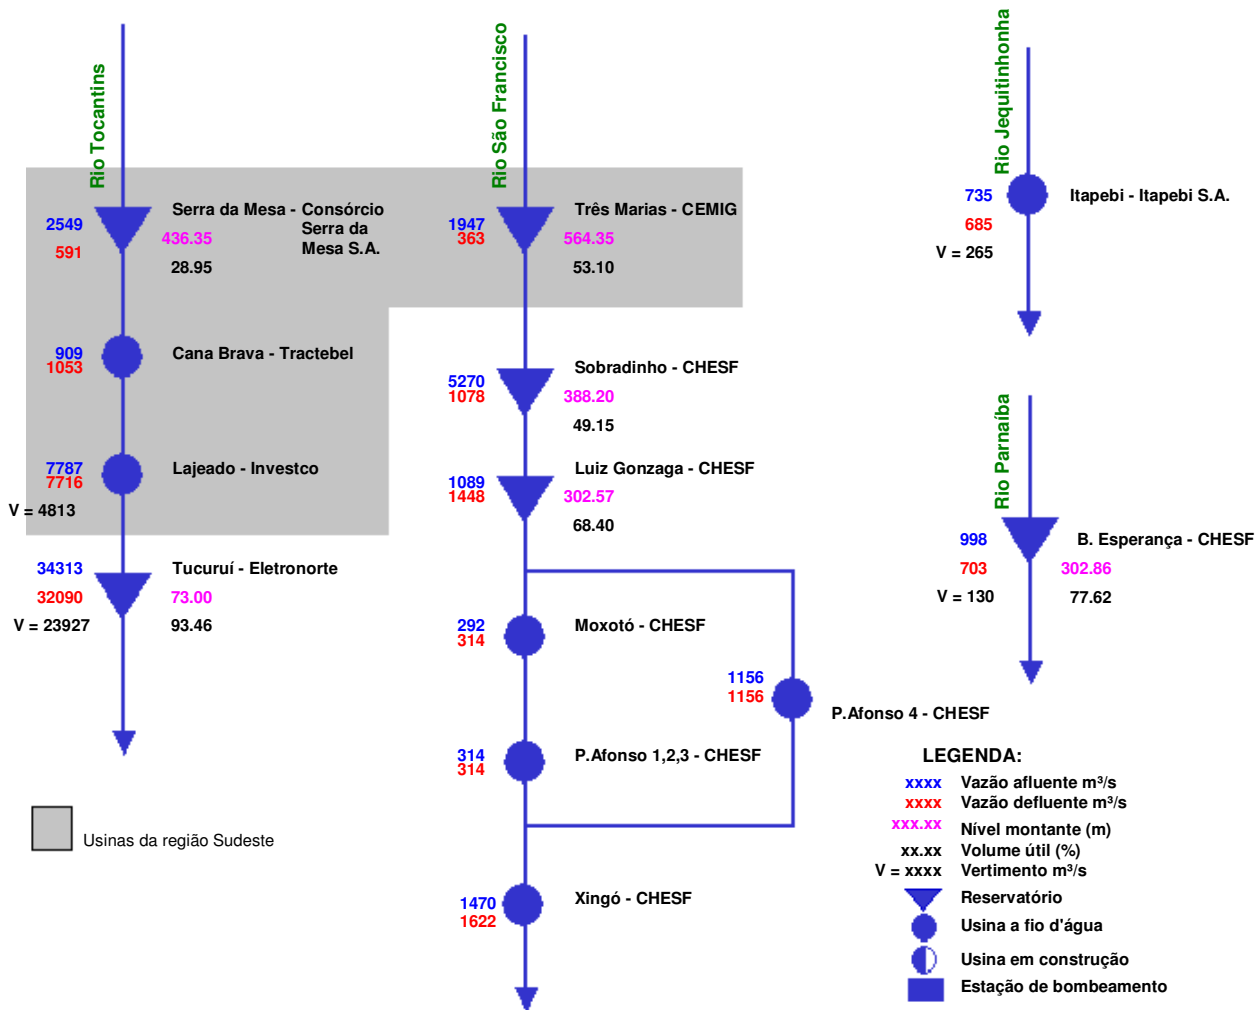 Rio Tocantins
2549
591
Serra da Mesa - Consórcio
Serra da
Mesa S.A.
436.35
28.95
909
1053
Cana Brava - Tractebel
7787
7716
V = 4813
Lajeado - Investco
34313
32090
V = 23927
Tucuruí - Eletronorte
73.00
93.46
Usinas da região Sudeste
Rio São Francisco
1947
363
Três Marias - CEMIG
564.35
53.10
5270
1078
Sobradinho - CHESF
388.20
49.15
1089
1448
Luiz Gonzaga - CHESF
302.57
68.40
292
314
Moxotó - CHESF
1156
1156
P.Afonso 4 - CHESF
314
314
P.Afonso 1,2,3 - CHESF
1470
1622
Xingó - CHESF
Rio Jequitinhonha
735
685
V = 265
Itapebi - Itapebi S.A.
Rio Parnaíba
998
703
V = 130
B. Esperança - CHESF
302.86
77.62
LEGENDA:
xxxx Vazão afluente m³/s
xxxx Vazão defluente m³/s
xxx.xx Nível montante (m)
xx.xx Volume útil (%)
V = xxxx Vertimento m³/s
Reservatório
Usina a fio d'água
Usina em construção
Estação de bombeamento